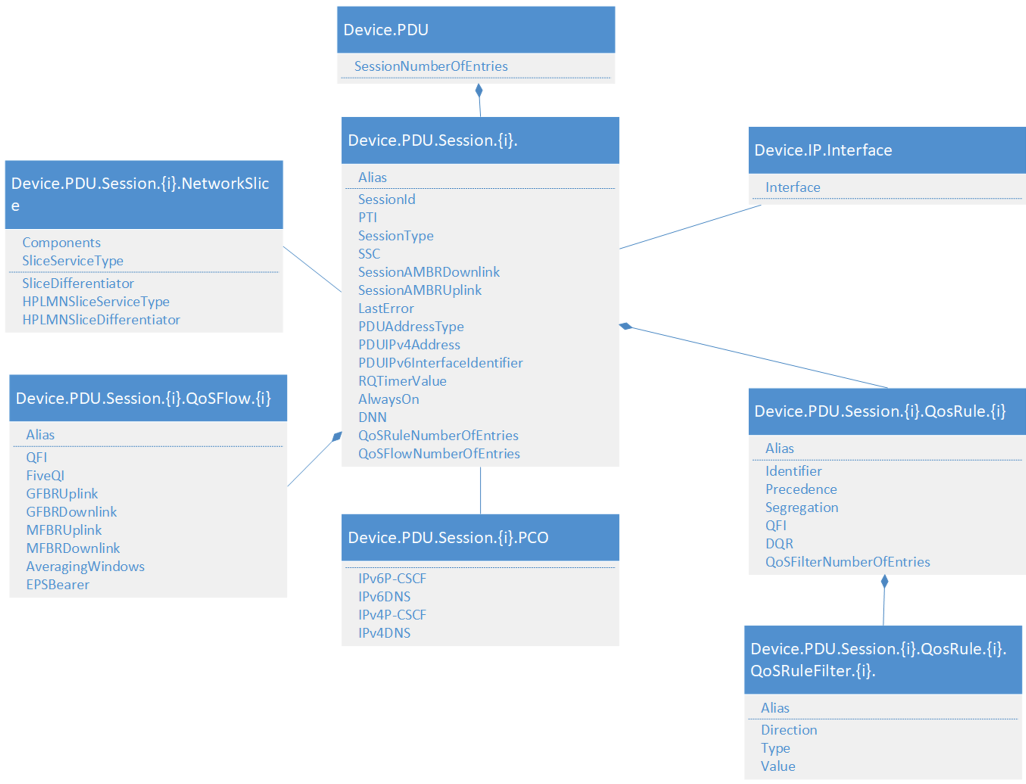 Device.PDU
SessionNumberOfEntries
Device.PDU.Session.{i}.
Alias
SessionId
PTI
SessionType
SSC
SessionAMBRDownlink
SessionAMBRUplink
LastError
PDUAddressType
PDUIPv4Address
PDUIPv6InterfaceIdentifier
RQTimerValue
AlwaysOn
DNN
QoSRuleNumberOfEntries
QoSFlowNumberOfEntries
Device.IP.Interface
Interface
Device.PDU.Session.{i}.NetworkSlic
e
Components
SliceServiceType
SliceDifferentiator
HPLMNSliceServiceType
HPLMNSliceDifferentiator
Device.PDU.Session.{i}.QoSFlow.{i}
Alias
QFI
FiveQI
GFBRUplink
GFBRDownlink
MFBRUplink
MFBRDownlink
AveragingWindows
EPSBearer
Device.PDU.Session.{i}.PCO
IPv6P-CSCF
IPv6DNS
IPv4P-CSCF
IPv4DNS
Device.PDU.Session.{i}.QosRule.{i}
Alias
Identifier
Precedence
Segregation
QFI
DQR
QoSFilterNumberOfEntries
Device.PDU.Session.{i}.QosRule.{i}.
QoSRuleFilter.{i}.
Alias
Direction
Type
Value